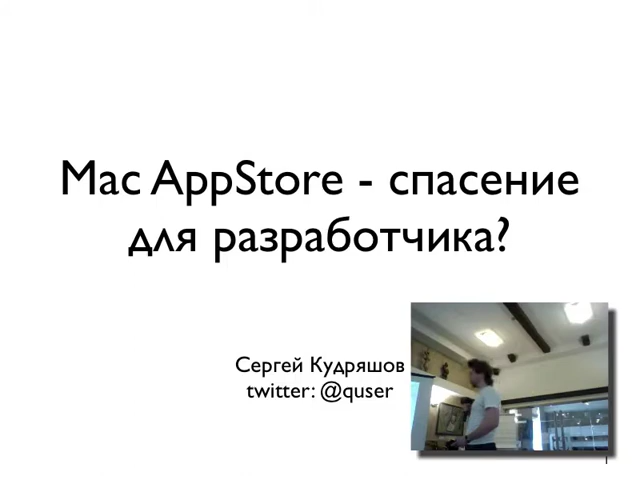 Mac AppStore - спасение
для разработчика?
Сергей Кудряшов
twitter: @quser
1